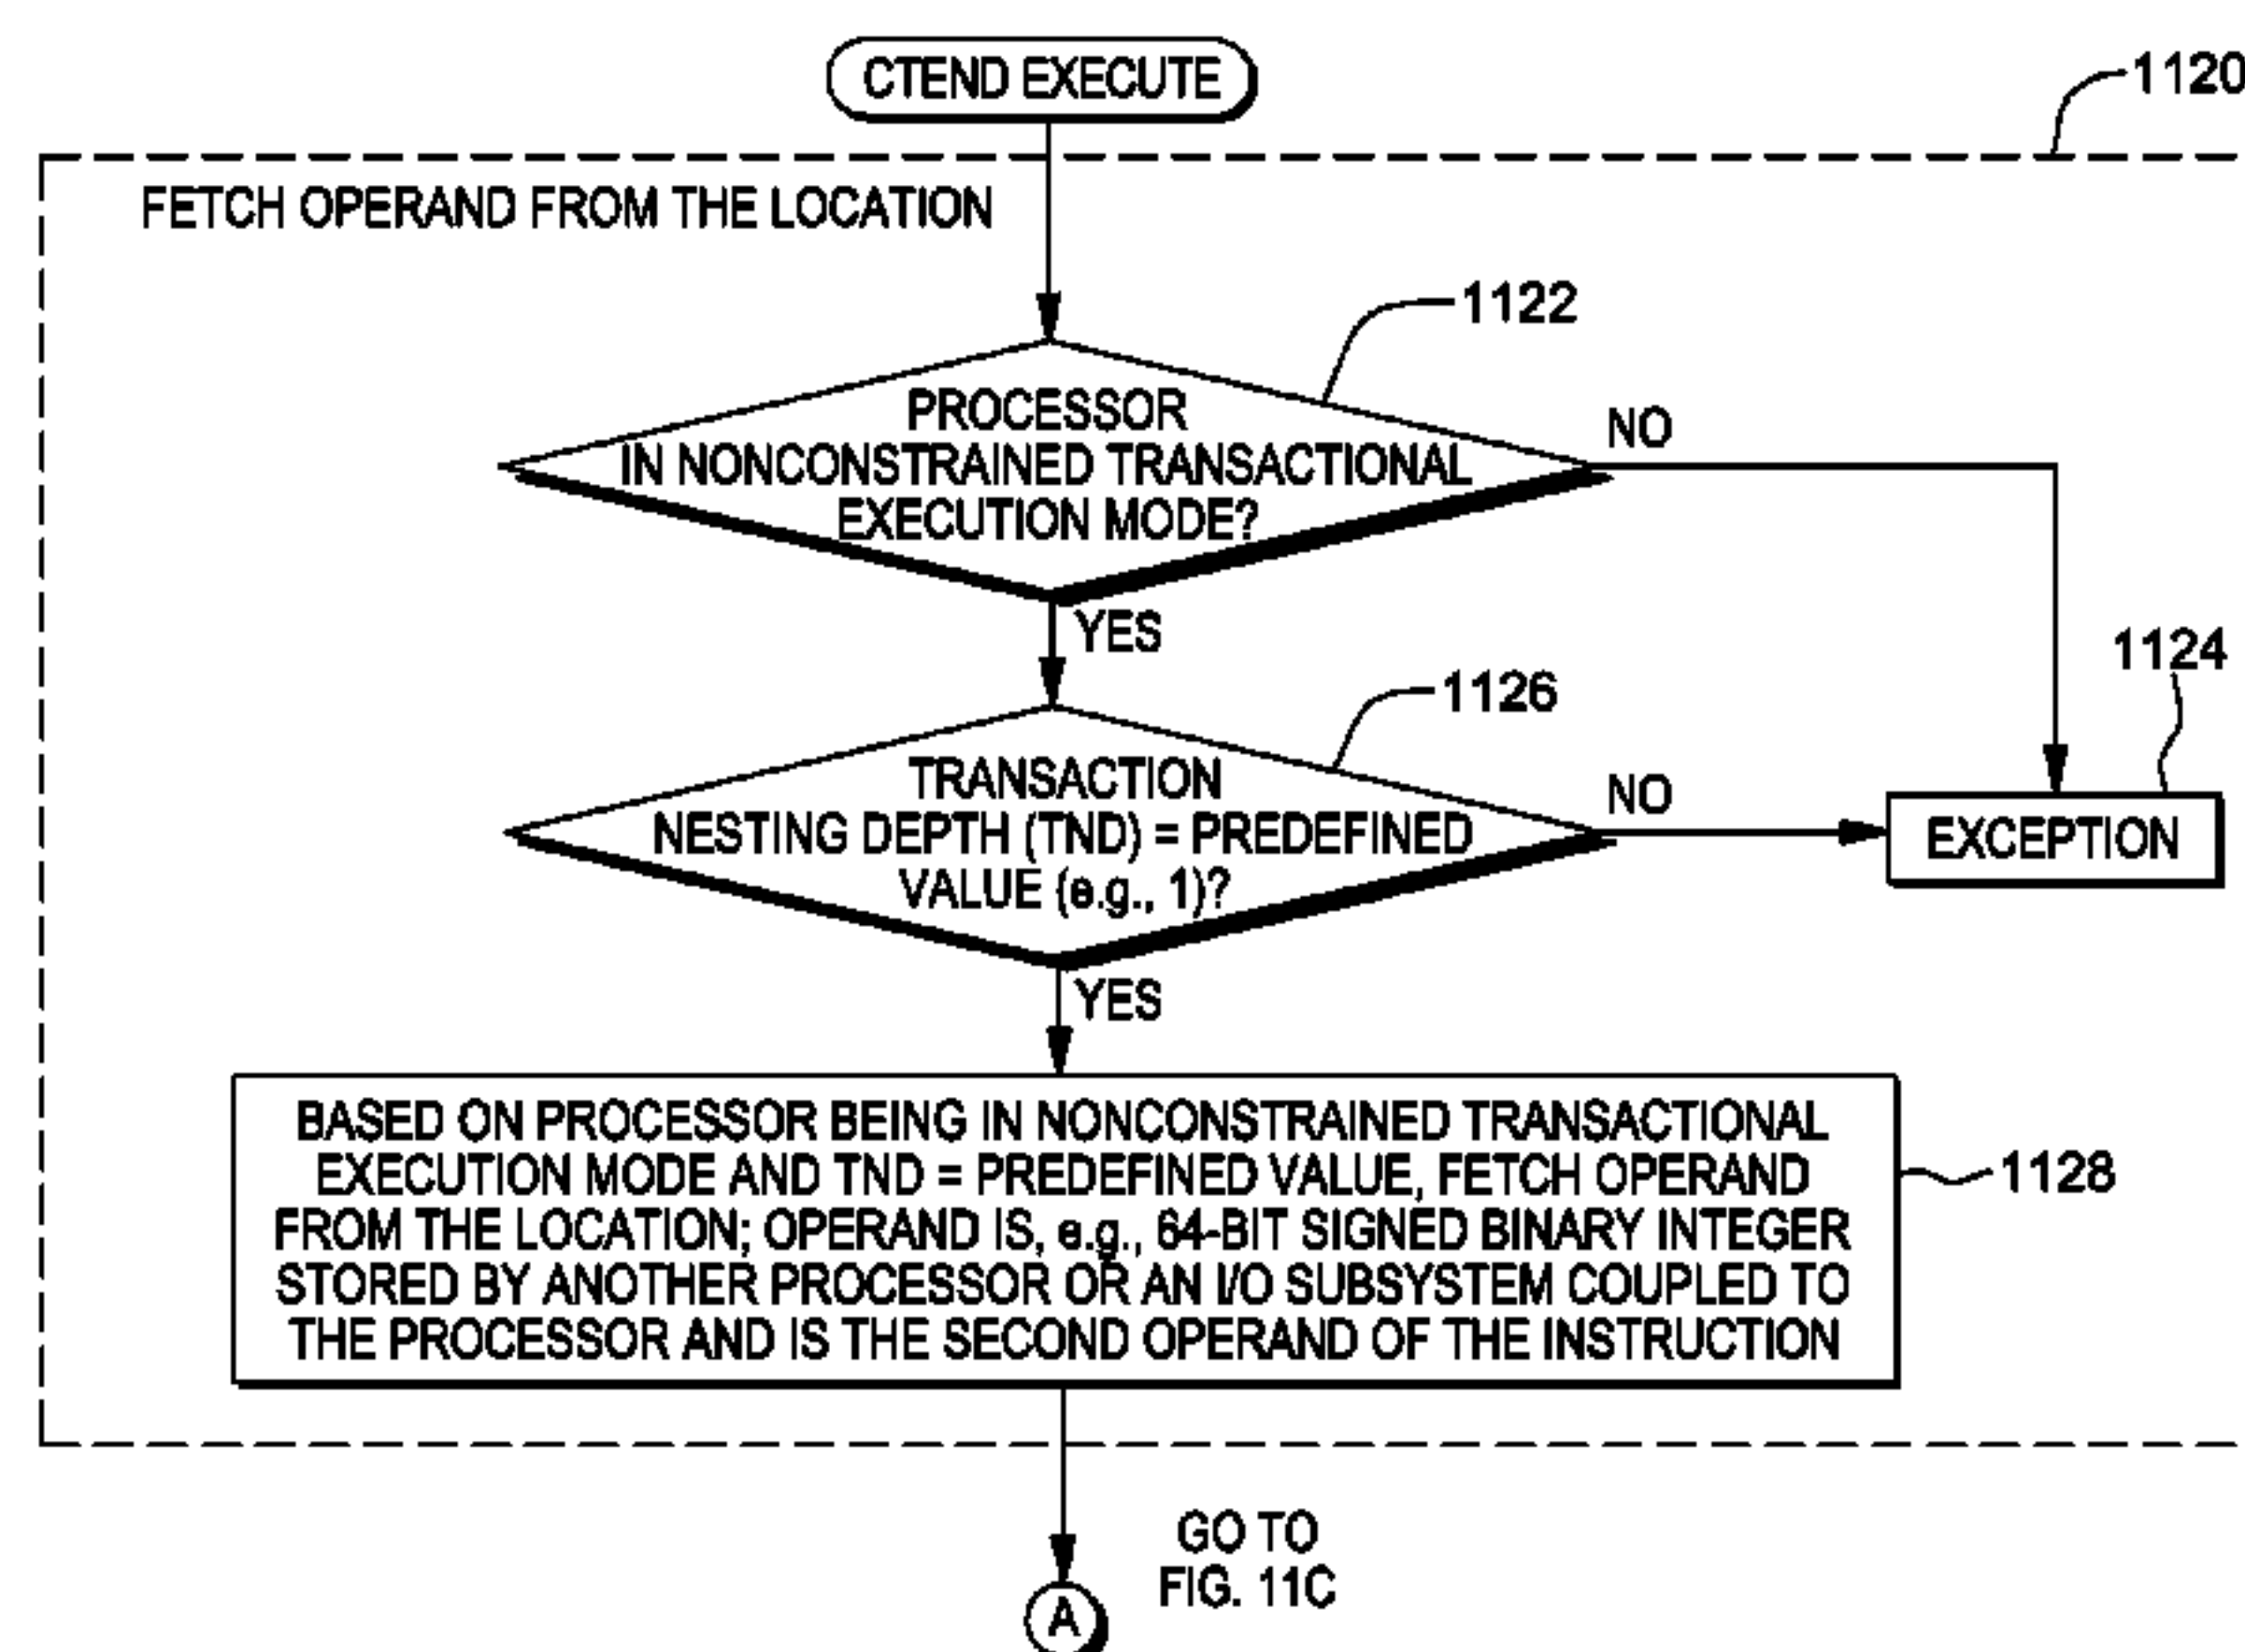 CTEND EXECUTE
1120
FETCH OPERAND FROM THE LOCATION
1122
PROCESSOR
IN NONCONSTRAINED TRANSACTIONAL
EXECUTION MODE?
NO
YES
1124
1126
TRANSACTION
NESTING DEPTH (TND) = PREDEFINED
VALUE (e.g., 1)?
NO
EXCEPTION
YES
BASED ON PROCESSOR BEING IN NONCONSTRAINED TRANSACTIONAL
EXECUTION MODE AND TND = PREDEFINED VALUE, FETCH OPERAND
FROM THE LOCATION; OPERAND IS, e.g., 64-BIT SIGNED BINARY INTEGER
STORED BY ANOTHER PROCESSOR OR AN I/O SUBSYSTEM COUPLED TO
THE PROCESSOR AND IS THE SECOND OPERAND OF THE INSTRUCTION
1128
GO TO
FIG. 11C
A